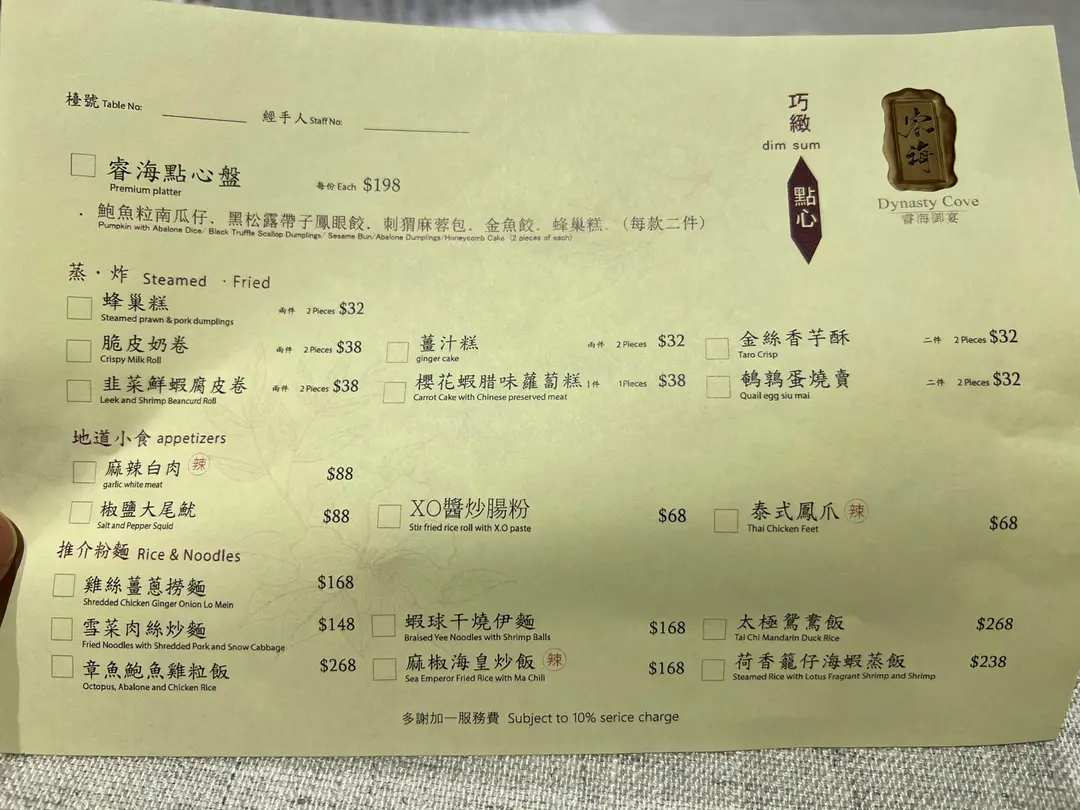 檯號 Table No: 經手人 Staff No:
巧緻
dim sum
點心
睿海
Dynasty Cove
睿海御宴
睿海點心盤 每份 Each $198
Premium platter
· 鮑魚粒南瓜仔．黑松露帶子鳳眼餃．刺猬麻蓉包．金魚餃．蜂巢糕．(每款二件)
Pumpkin with Abalone Dice/ Black Truffle Scallop Dumplings/ Sesame Bun/Abalone Dumplings/Honeycomb Cake (2 pieces of each)
蒸·炸 Steamed ·Fried
蜂巢糕 兩件 2 Pieces $32
Steamed prawn & pork dumplings
脆皮奶卷 兩件 2 Pieces $38
Crispy Milk Roll
薑汁糕 兩件 2 Pieces $32
ginger cake
金絲香芋酥 二件 2 Pieces $32
Taro Crisp
韭菜鮮蝦腐皮卷 兩件 2 Pieces $38
Leek and Shrimp Beancurd Roll
櫻花蝦腊味蘿蔔糕 1件 1Pieces $38
Carrot Cake with Chinese preserved meat
鵪鶉蛋燒賣 二件 2 Pieces $32
Quail egg siu mai
地道小食 appetizers
麻辣白肉 辣 $88
garlic white meat
椒鹽大尾魷 $88
Salt and Pepper Squid
XO醬炒腸粉 $68
Stir fried rice roll with X.O paste
泰式鳳爪 辣 $68
Thai Chicken Feet
推介粉麵 Rice & Noodles
雞絲薑蔥撈麵 $168
Shredded Chicken Ginger Onion Lo Mein
雪菜肉絲炒麵 $148
Fried Noodles with Shredded Pork and Snow Cabbage
蝦球干燒伊麵 $168
Braised Yee Noodles with Shrimp Balls
太極鴛鴦飯 $268
Tai Chi Mandarin Duck Rice
章魚鮑魚雞粒飯 $268
Octopus, Abalone and Chicken Rice
麻椒海皇炒飯 辣 $168
Sea Emperor Fried Rice with Ma Chili
荷香籠仔海蝦蒸飯 $238
Steamed Rice with Lotus Fragrant Shrimp and Shrimp
多謝加一服務費 Subject to 10% serice charge